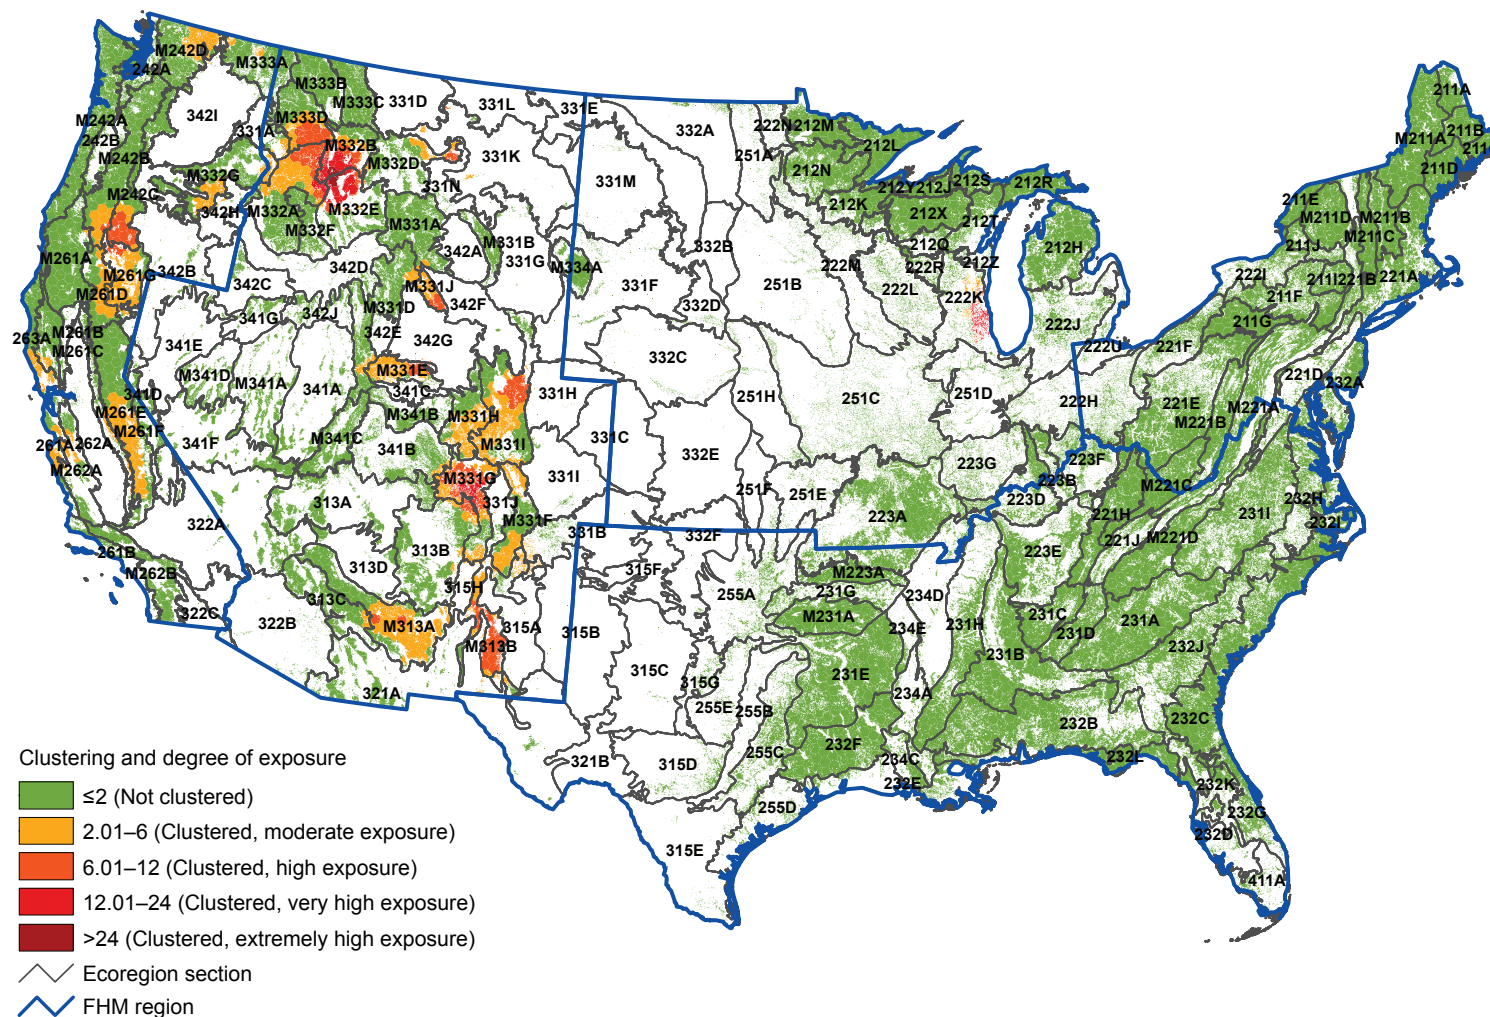 M242D
242A
M333A
M333B
M333C
331D
331L
331E
332A
222N
212M
212L
211A
342I
M242A
242B
M242B
331A
M333D
M332B
M332D
331K
251A
212N
M211A
211B
211D
M332G
M242C
342H
M332A
M332E
M332F
M331A
331N
331M
212Y
212J
212S
212R
212K
212X
212T
211E
M211D
M211B
M211C
211J
M261A
M261G
342B
M261D
342C
342D
342A
M331B
331G
M334A
332B
212Q
212H
212Z
222M
222R
222I
211I
221B
221A
211F
M331J
331F
332D
251B
222L
222K
222J
211G
M331D
342F
263A
M261B
M261C
341G
342J
342E
342G
341E
332C
222U
221F
M341D
M341A
341A
M331E
341C
341D
M261E
M261F
M341B
M331H
331H
251H
251C
251D
222H
221D
232A
221E
M221A
M221B
261A
262A
M262A
341F
M341C
341B
M331I
331C
332E
M331G
331I
223G
223F
223B
M221C
313A
331J
251F
251E
223D
223A
221H
231I
232H
232I
322A
M331F
331B
332F
221J
M221D
261B
M262B
313B
313D
223E
315H
315F
M223A
231G
255A
234D
322C
313C
322B
M313A
315A
M313B
315B
M231A
234E
231H
231C
231D
231A
231B
232J
315C
315G
231E
321A
255E
255B
234A
232B
232C
321B
315D
255C
232F
234C
232E
232L
232K
255D
232G
232D
315E
411A
Clustering and degree of exposure
≤2 (Not clustered)
2.01–6 (Clustered, moderate exposure)
6.01–12 (Clustered, high exposure)
12.01–24 (Clustered, very high exposure)
>24 (Clustered, extremely high exposure)
Ecoregion section
FHM region